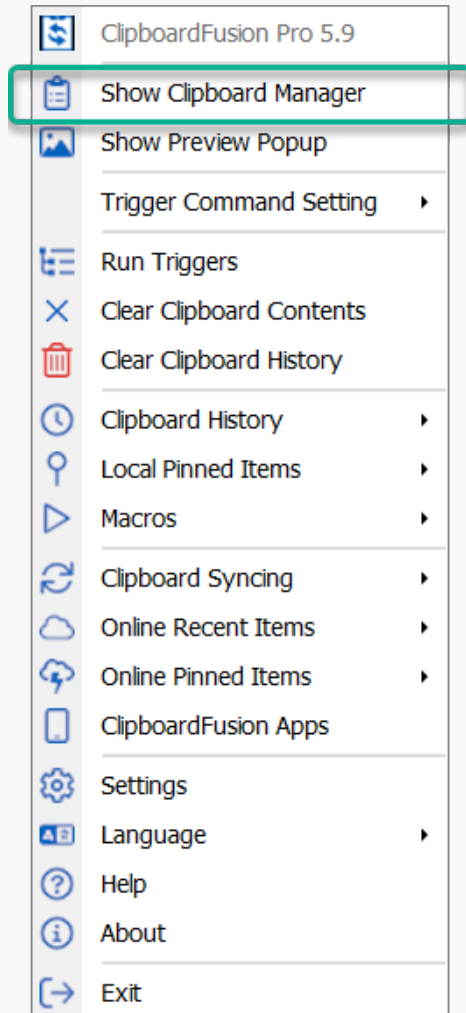 ClipboardFusion Pro 5.9
Show Clipboard Manager
Show Preview Popup
Trigger Command Setting
Run Triggers
Clear Clipboard Contents
Clear Clipboard History
Clipboard History
Local Pinned Items
Macros
Clipboard Syncing
Online Recent Items
Online Pinned Items
ClipboardFusion Apps
Settings
Language
Help
About
Exit